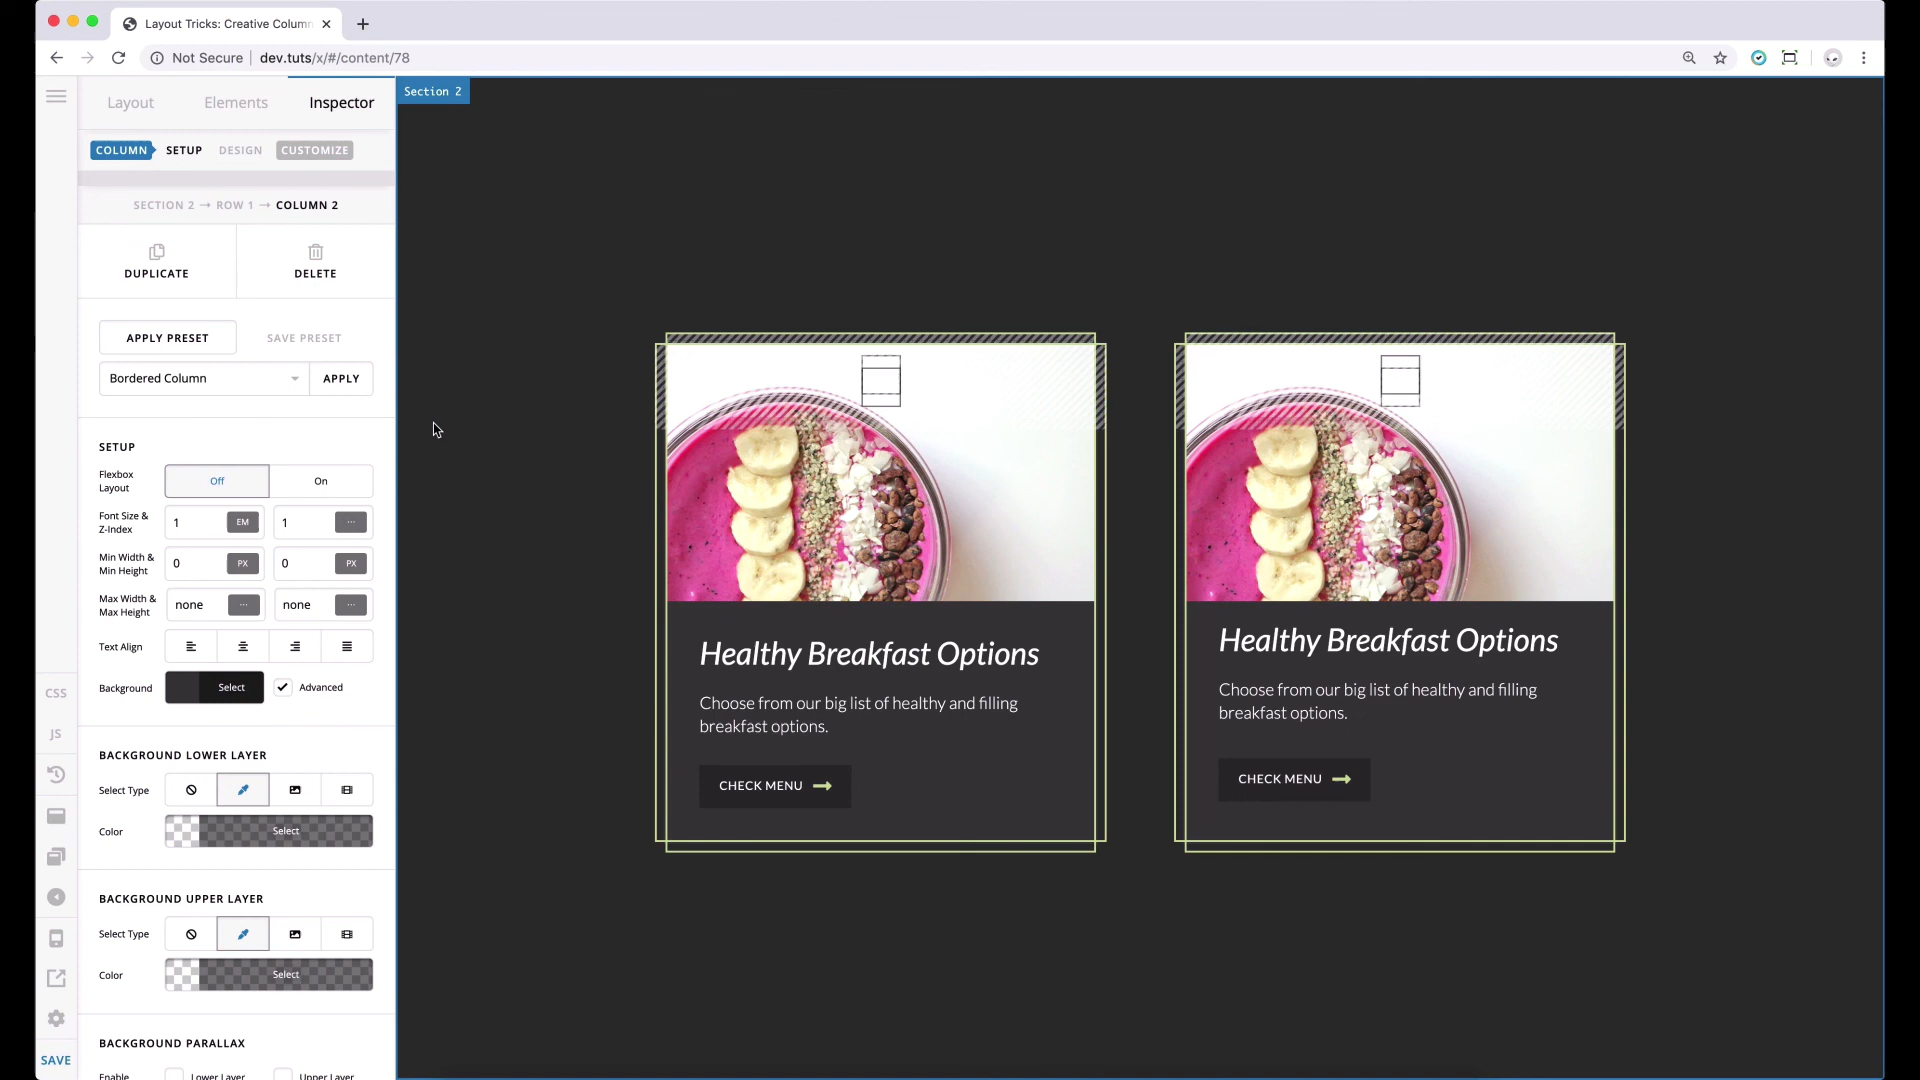 Layout Tricks: Creative Column
Not Secure
dev.tuts/x/#/content/78
Layout
Elements
Inspector
Section 2
COLUMN
SETUP
DESIGN
CUSTOMIZE
SECTION 2 → ROW 1 → COLUMN 2
DUPLICATE
DELETE
APPLY PRESET
SAVE PRESET
Bordered Column
APPLY
SETUP
Flexbox
Layout
Off
On
Font Size &
Z-Index
1
EM
1
...
Min Width &
Min Height
0
PX
0
PX
Max Width &
Max Height
none
...
none
...
Text Align
Background
Select
Advanced
BACKGROUND LOWER LAYER
Select Type
Color
Select
BACKGROUND UPPER LAYER
Select Type
Color
Select
BACKGROUND PARALLAX
Enable
Lower Layer
Upper Layer
CSS
JS
SAVE
Healthy Breakfast Options
Choose from our big list of healthy and filling
breakfast options.
CHECK MENU
Healthy Breakfast Options
Choose from our big list of healthy and filling
breakfast options.
CHECK MENU